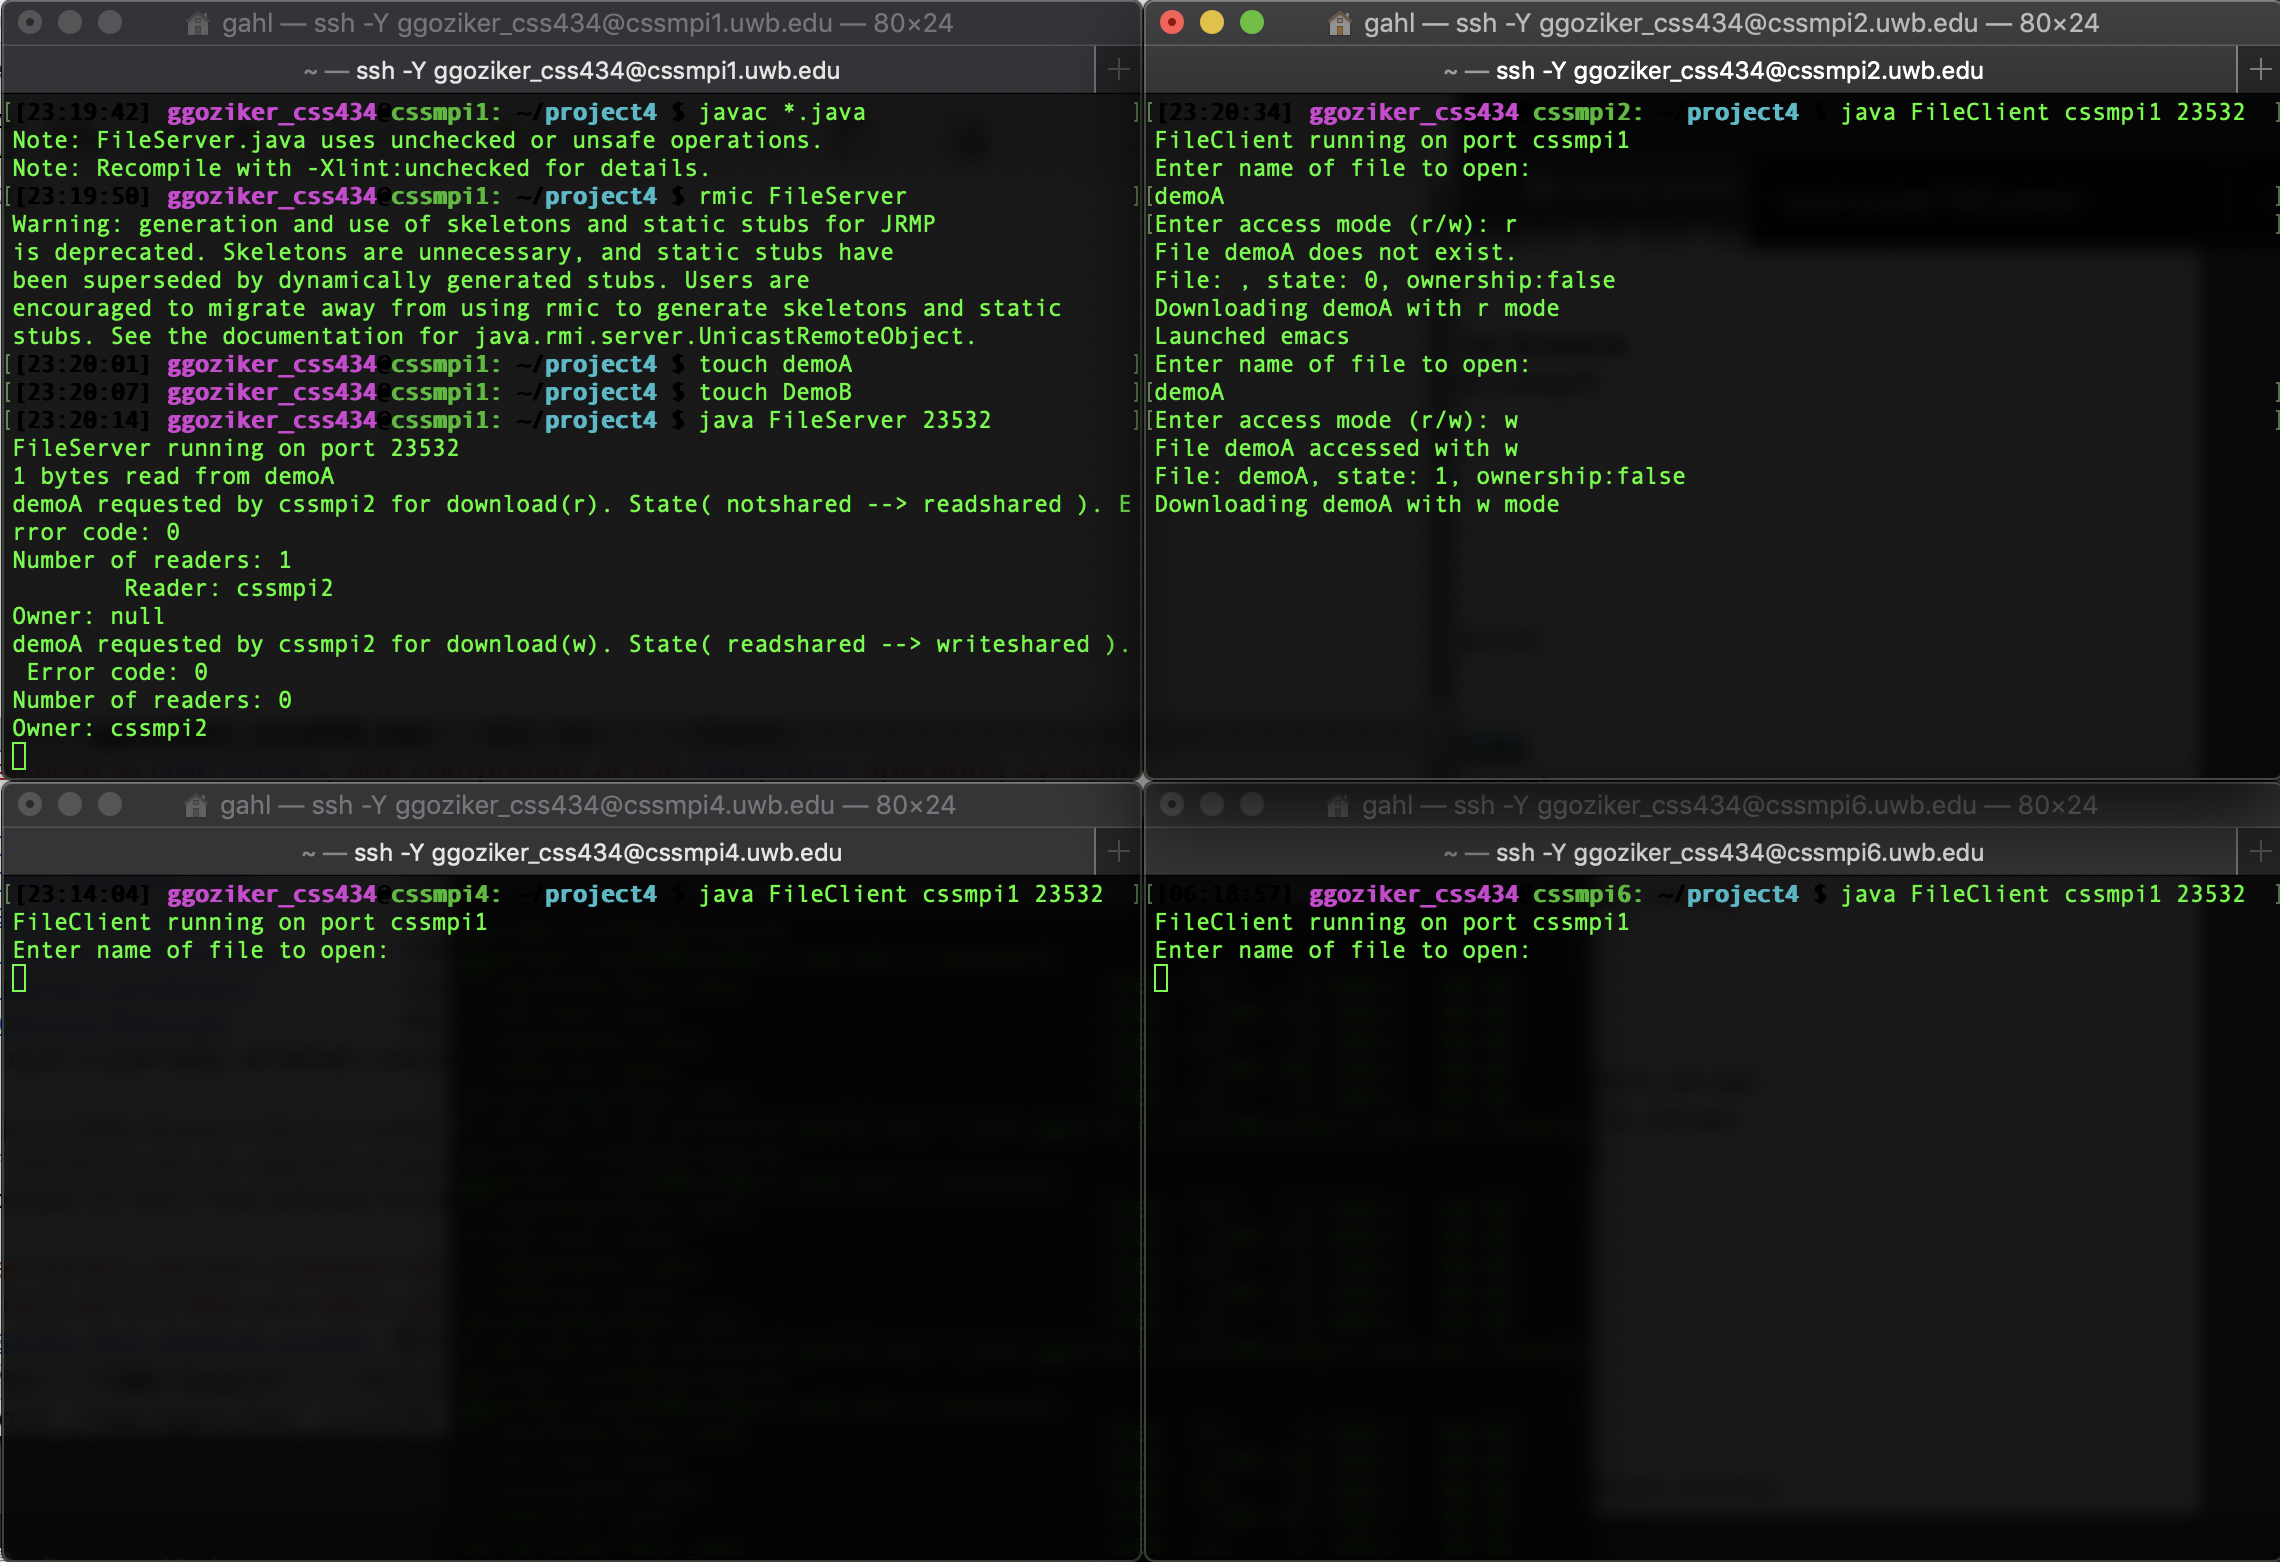 gahl — ssh -Y ggoziker_css434@cssmpi1.uwb.edu — 80×24
~ — ssh -Y ggoziker_css434@cssmpi1.uwb.edu
[[23:19:42] ggoziker_css434@cssmpi1: ~/project4 $ javac *.java
Note: FileServer.java uses unchecked or unsafe operations.
Note: Recompile with -Xlint:unchecked for details.
[[23:19:50] ggoziker_css434@cssmpi1: ~/project4 $ rmic FileServer
Warning: generation and use of skeletons and static stubs for JRMP
is deprecated. Skeletons are unnecessary, and static stubs have
been superseded by dynamically generated stubs. Users are
encouraged to migrate away from using rmic to generate skeletons and static
stubs. See the documentation for java.rmi.server.UnicastRemoteObject.
[[23:20:01] ggoziker_css434@cssmpi1: ~/project4 $ touch demoA
[[23:20:07] ggoziker_css434@cssmpi1: ~/project4 $ touch DemoB
[[23:20:14] ggoziker_css434@cssmpi1: ~/project4 $ java FileServer 23532
FileServer running on port 23532
1 bytes read from demoA
demoA requested by cssmpi2 for download(r). State( notshared --> readshared ). E
rror code: 0
Number of readers: 1
Reader: cssmpi2
Owner: null
demoA requested by cssmpi2 for download(w). State( readshared --> writeshared ).
Error code: 0
Number of readers: 0
Owner: cssmpi2
gahl — ssh -Y ggoziker_css434@cssmpi2.uwb.edu — 80×24
~ — ssh -Y ggoziker_css434@cssmpi2.uwb.edu
[[23:20:34] ggoziker_css434 cssmpi2: ~/project4 $ java FileClient cssmpi1 23532
FileClient running on port cssmpi1
Enter name of file to open:
[demoA
[Enter access mode (r/w): r
File demoA does not exist.
File: , state: 0, ownership:false
Downloading demoA with r mode
Launched emacs
Enter name of file to open:
[demoA
[Enter access mode (r/w): w
File demoA accessed with w
File: demoA, state: 1, ownership:false
Downloading demoA with w mode
gahl — ssh -Y ggoziker_css434@cssmpi4.uwb.edu — 80×24
~ — ssh -Y ggoziker_css434@cssmpi4.uwb.edu
[[23:14:04] ggoziker_css434@cssmpi4: ~/project4 $ java FileClient cssmpi1 23532
FileClient running on port cssmpi1
Enter name of file to open:
gahl — ssh -Y ggoziker_css434@cssmpi6.uwb.edu — 80×24
~ — ssh -Y ggoziker_css434@cssmpi6.uwb.edu
[[06:18:57] ggoziker_css434 cssmpi6: ~/project4 $ java FileClient cssmpi1 23532
FileClient running on port cssmpi1
Enter name of file to open: